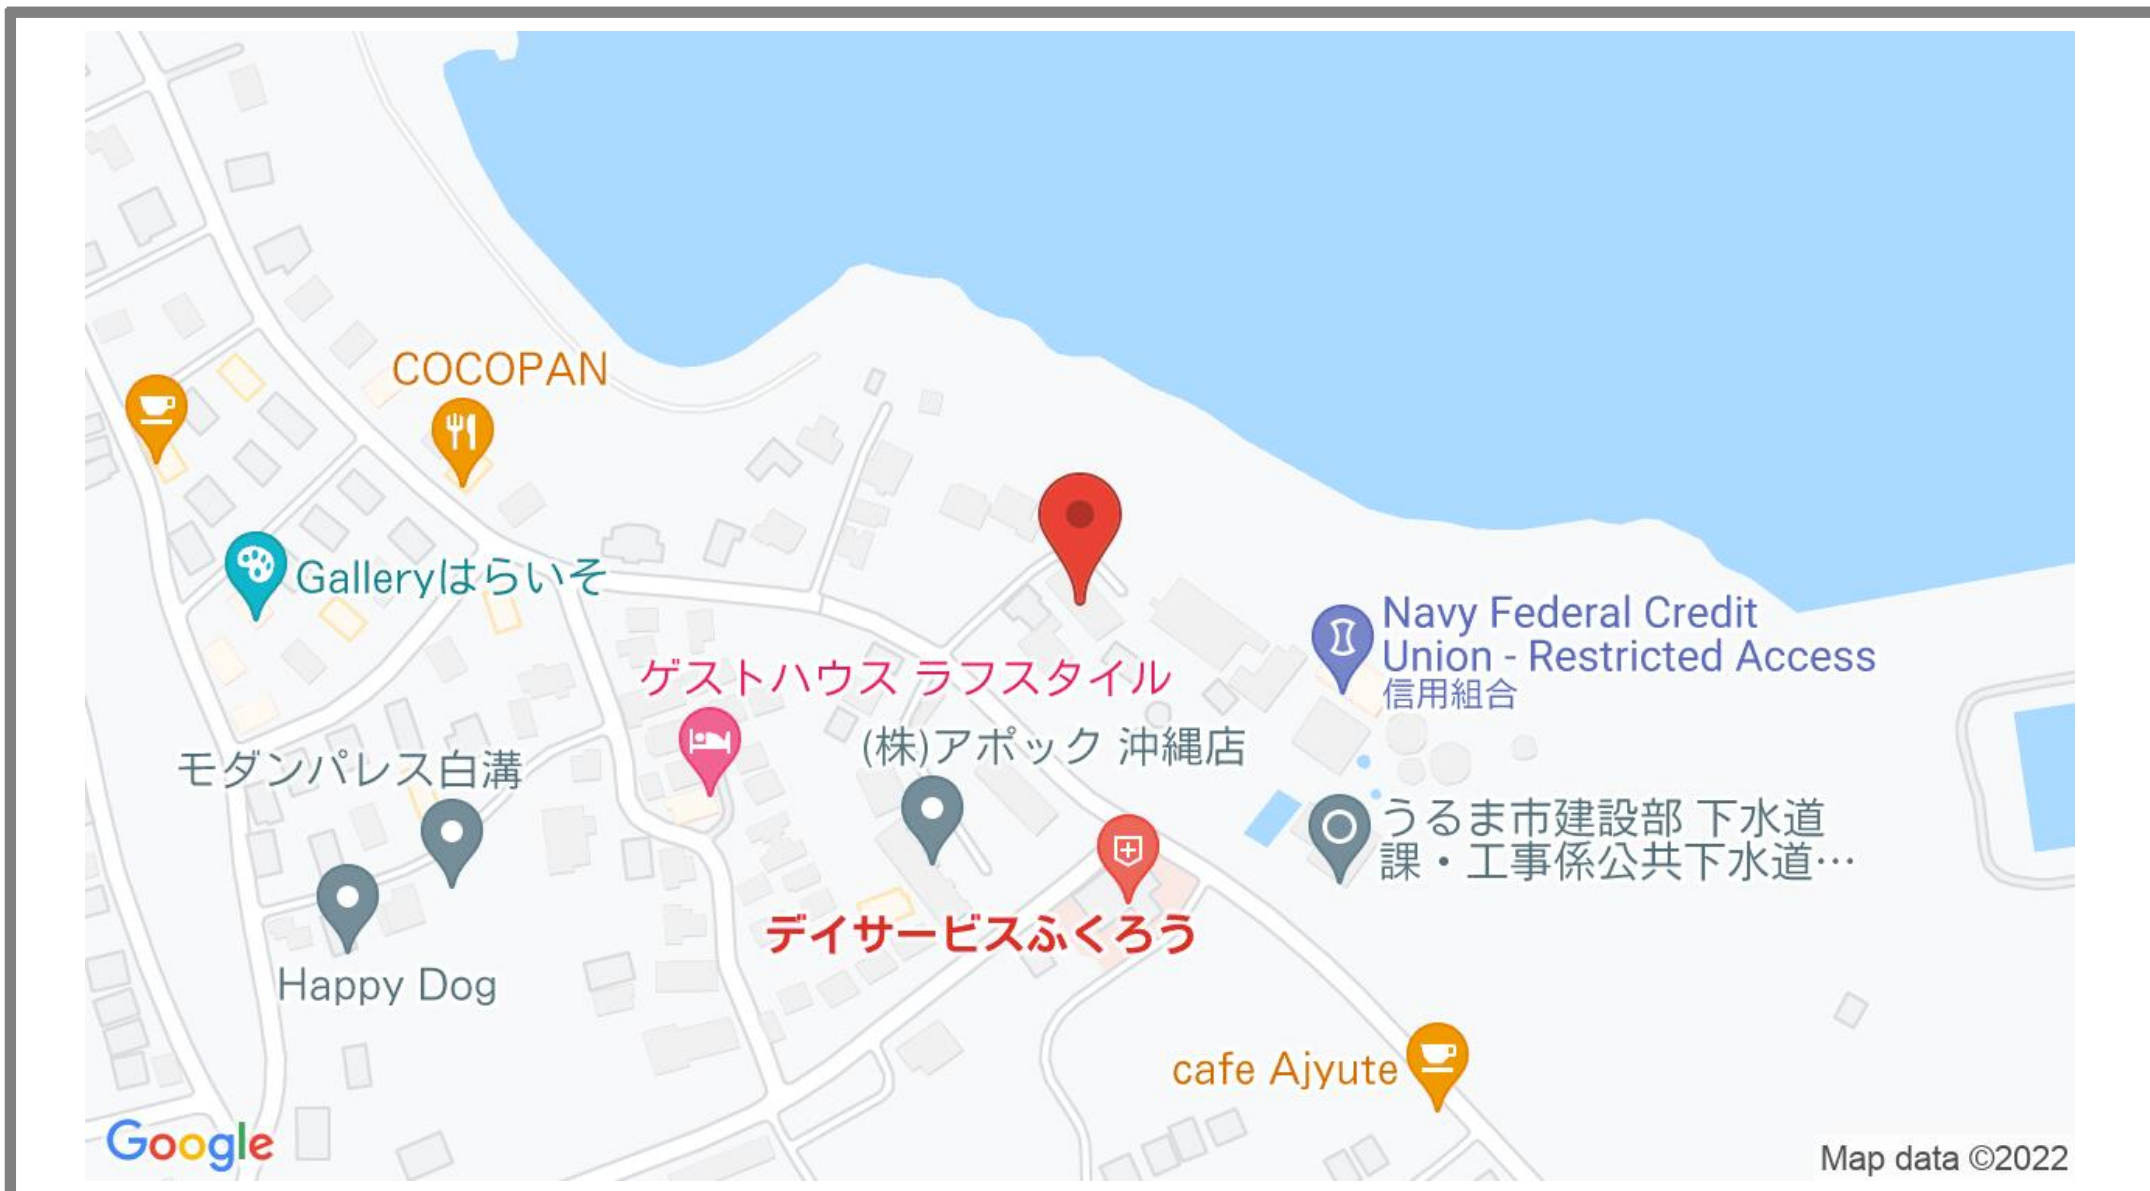 COCOPAN
Galleryはらいそ
Navy Federal Credit
Union - Restricted Access
信用組合
ゲストハウス ラフスタイル
(株)アポック 沖縄店
モダンパレス白溝
うるま市建設部 下水道
課・工事係公共下水道…
デイサービスふくろう
Happy Dog
cafe Ajyute
Google
Map data ©2022